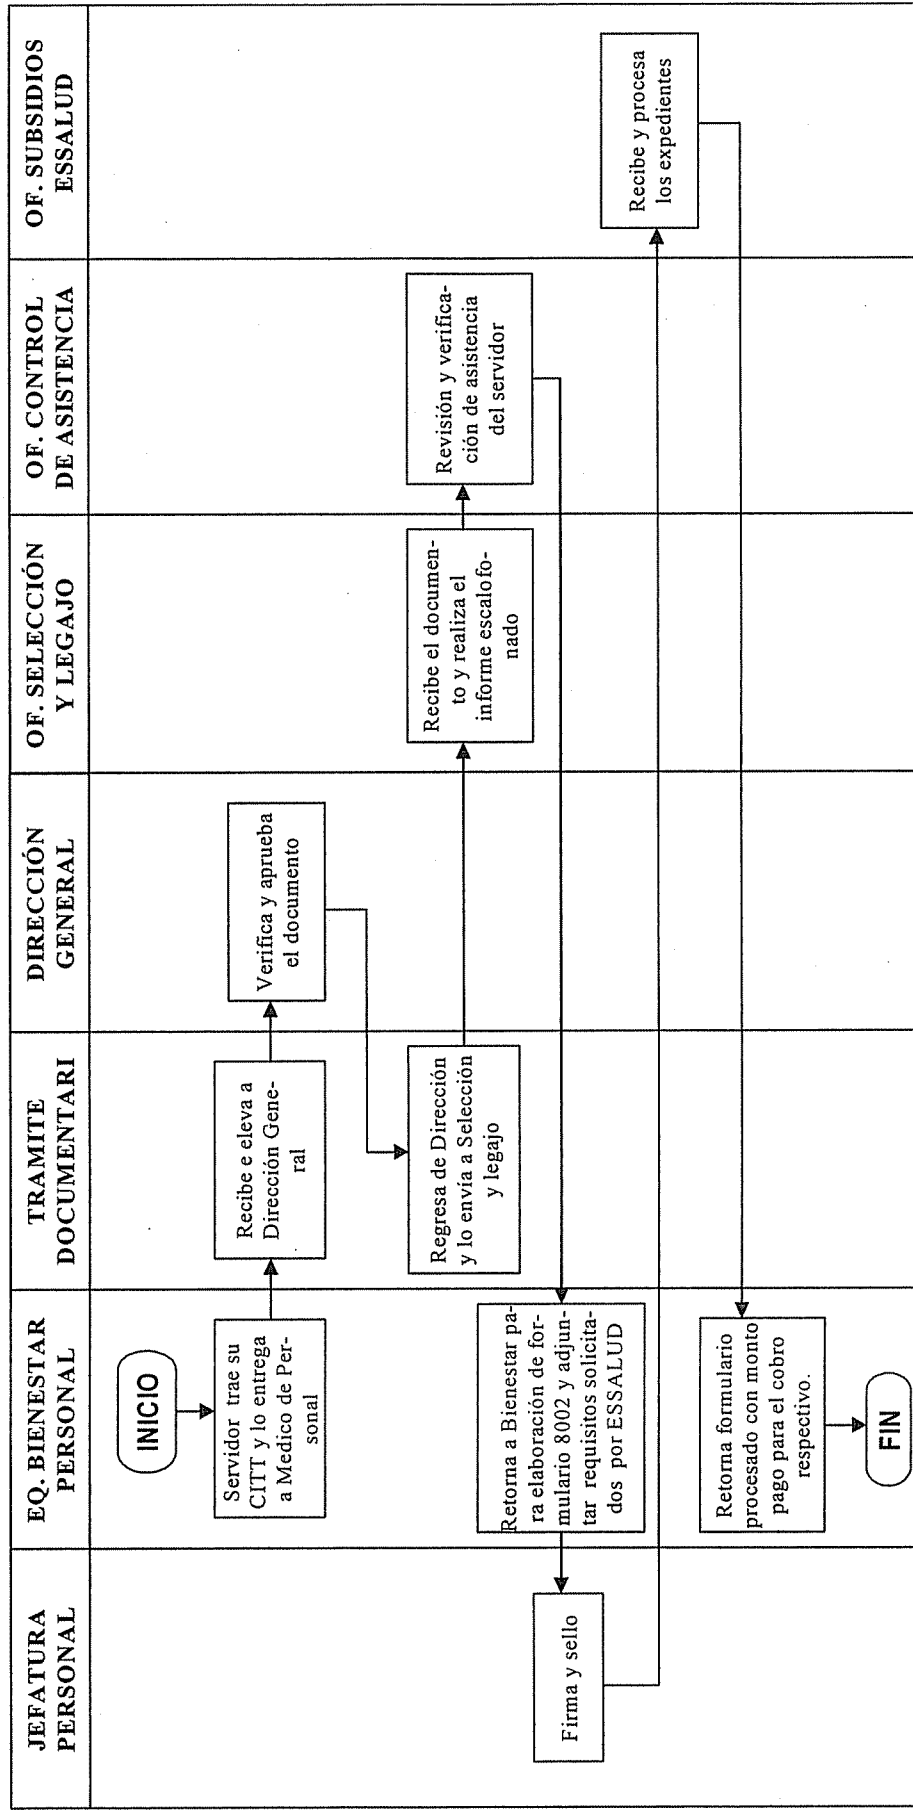 JEFATURA
PERSONAL
EQ. BIENESTAR
PERSONAL
TRAMITE
DOCUMENTARI
DIRECCIÓN
GENERAL
OF. SELECCIÓN
Y LEGAJO
OF. CONTROL
DE ASISTENCIA
OF. SUBSIDIOS
ESSALUD
INICIO
Servidor trae su
CITT y lo entrega
a Medico de Per-
sonal
Recibe e eleva a
Dirección Gene-
ral
Verifica y aprueba
el documento
Regresa de Dirección
y lo envía a Selección
y legajo
Recibe el documen-
to y realiza el
informe escalofo-
nado
Revisión y verifica-
ción de asistencia
del servidor
Retorna a Bienestar pa-
ra elaboración de for-
mulario 8002 y adjun-
tar requisitos solicita-
dos por ESSALUD
Firma y sello
Recibe y procesa
los expedientes
Retorna formulario
procesado con monto
pago para el cobro
respectivo.
FIN